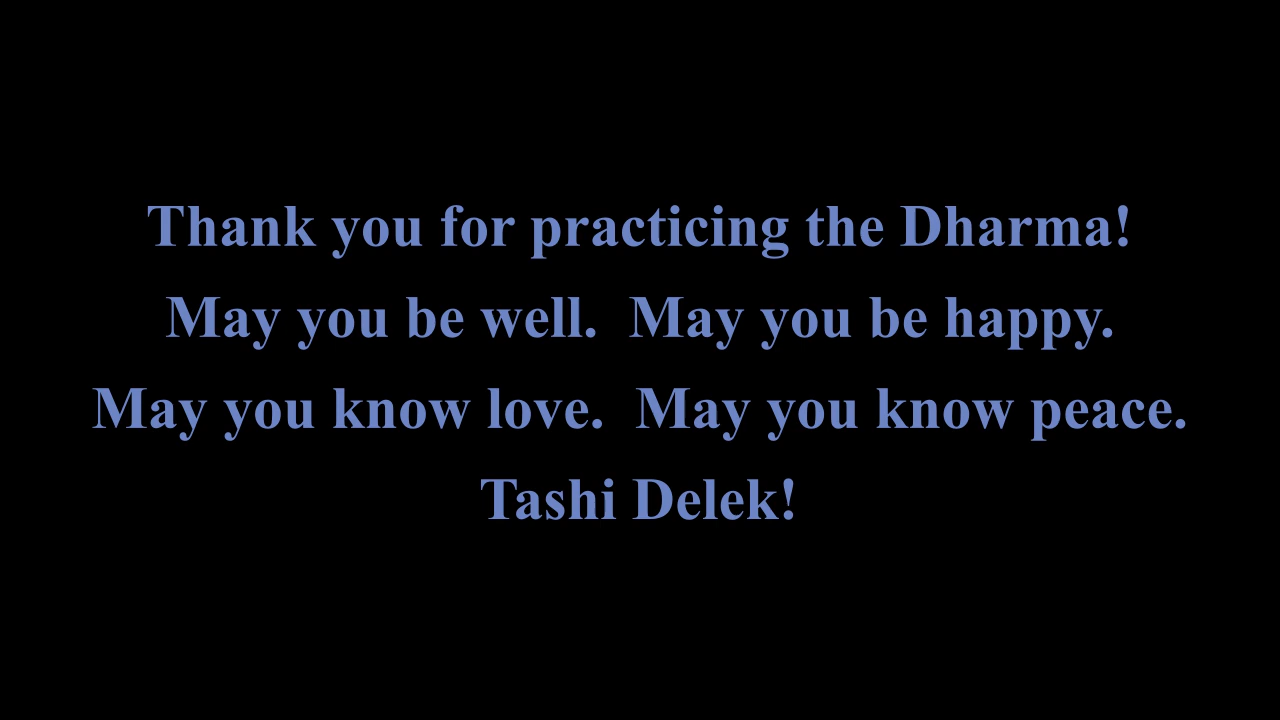 Thank you for practicing the Dharma!
May you be well.  May you be happy.
May you know love.  May you know peace.
Tashi Delek!